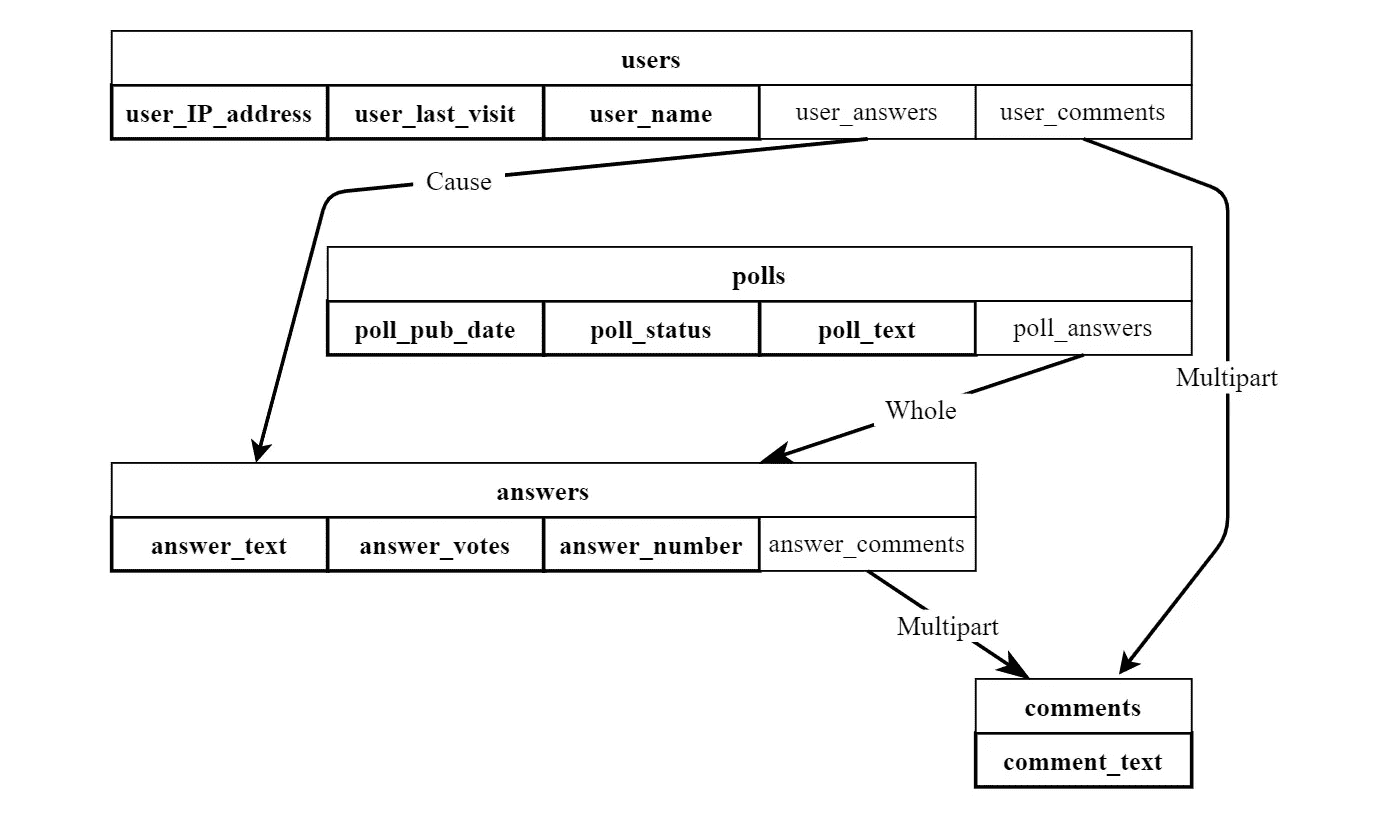 users
user_IP_address user_last_visit user_name user_answers user_comments
Cause
polls
poll_pub_date poll_status poll_text poll_answers
Multipart
Whole
answers
answer_text answer_votes answer_number answer_comments
Multipart
comments
comment_text